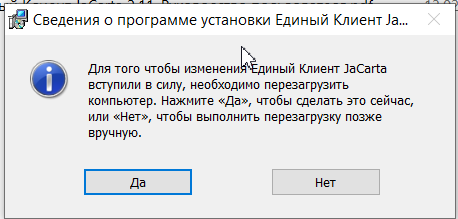 Сведения о программе установки Единый Клиент Ja...
Для того чтобы изменения Единый Клиент JaCarta
вступили в силу, необходимо перезагрузить
компьютер. Нажмите «Да», чтобы сделать это сейчас,
или «Нет», чтобы выполнить перезагрузку позже
вручную.
Да
Нет